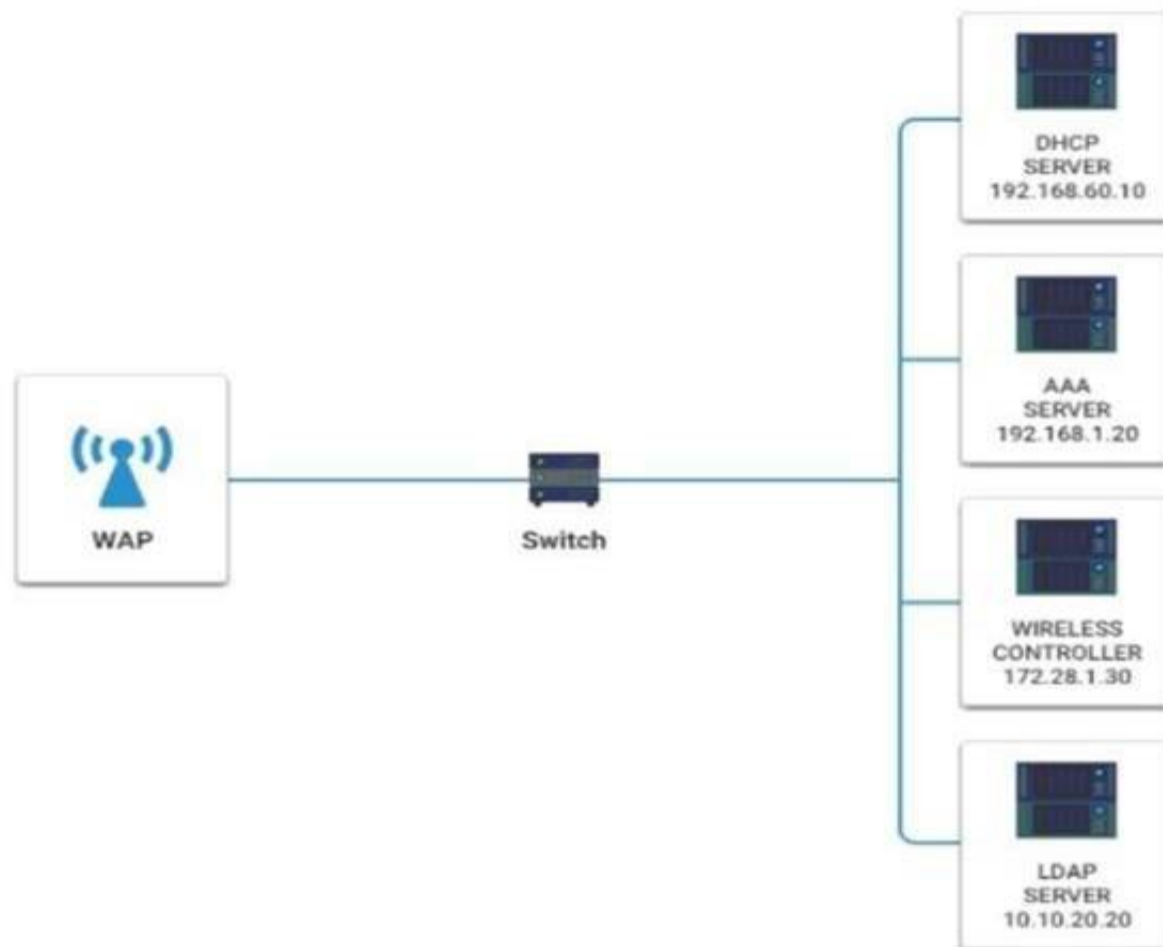 WAP
Switch
DHCP
SERVER
192.168.60.10
AAA
SERVER
192.168.1.20
WIRELESS
CONTROLLER
172.28.1.30
LDAP
SERVER
10.10.20.20